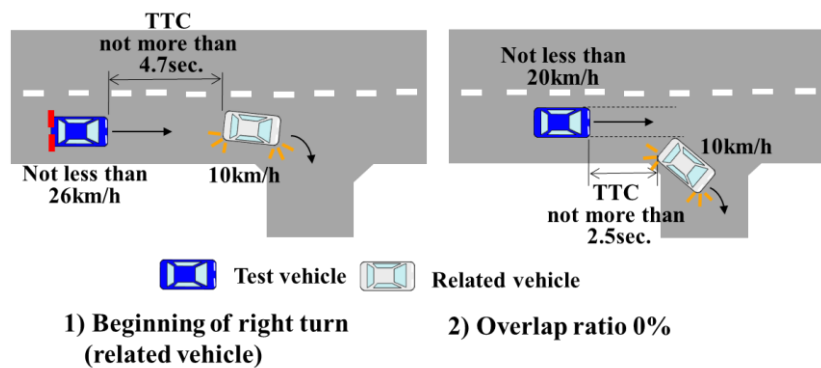 TTC
not more than
4.7sec.
Not less than
26km/h
10km/h
Not less than
20km/h
10km/h
TTC
not more than
2.5sec.
Test vehicle
Related vehicle
1) Beginning of right turn
(related vehicle)
2) Overlap ratio 0%